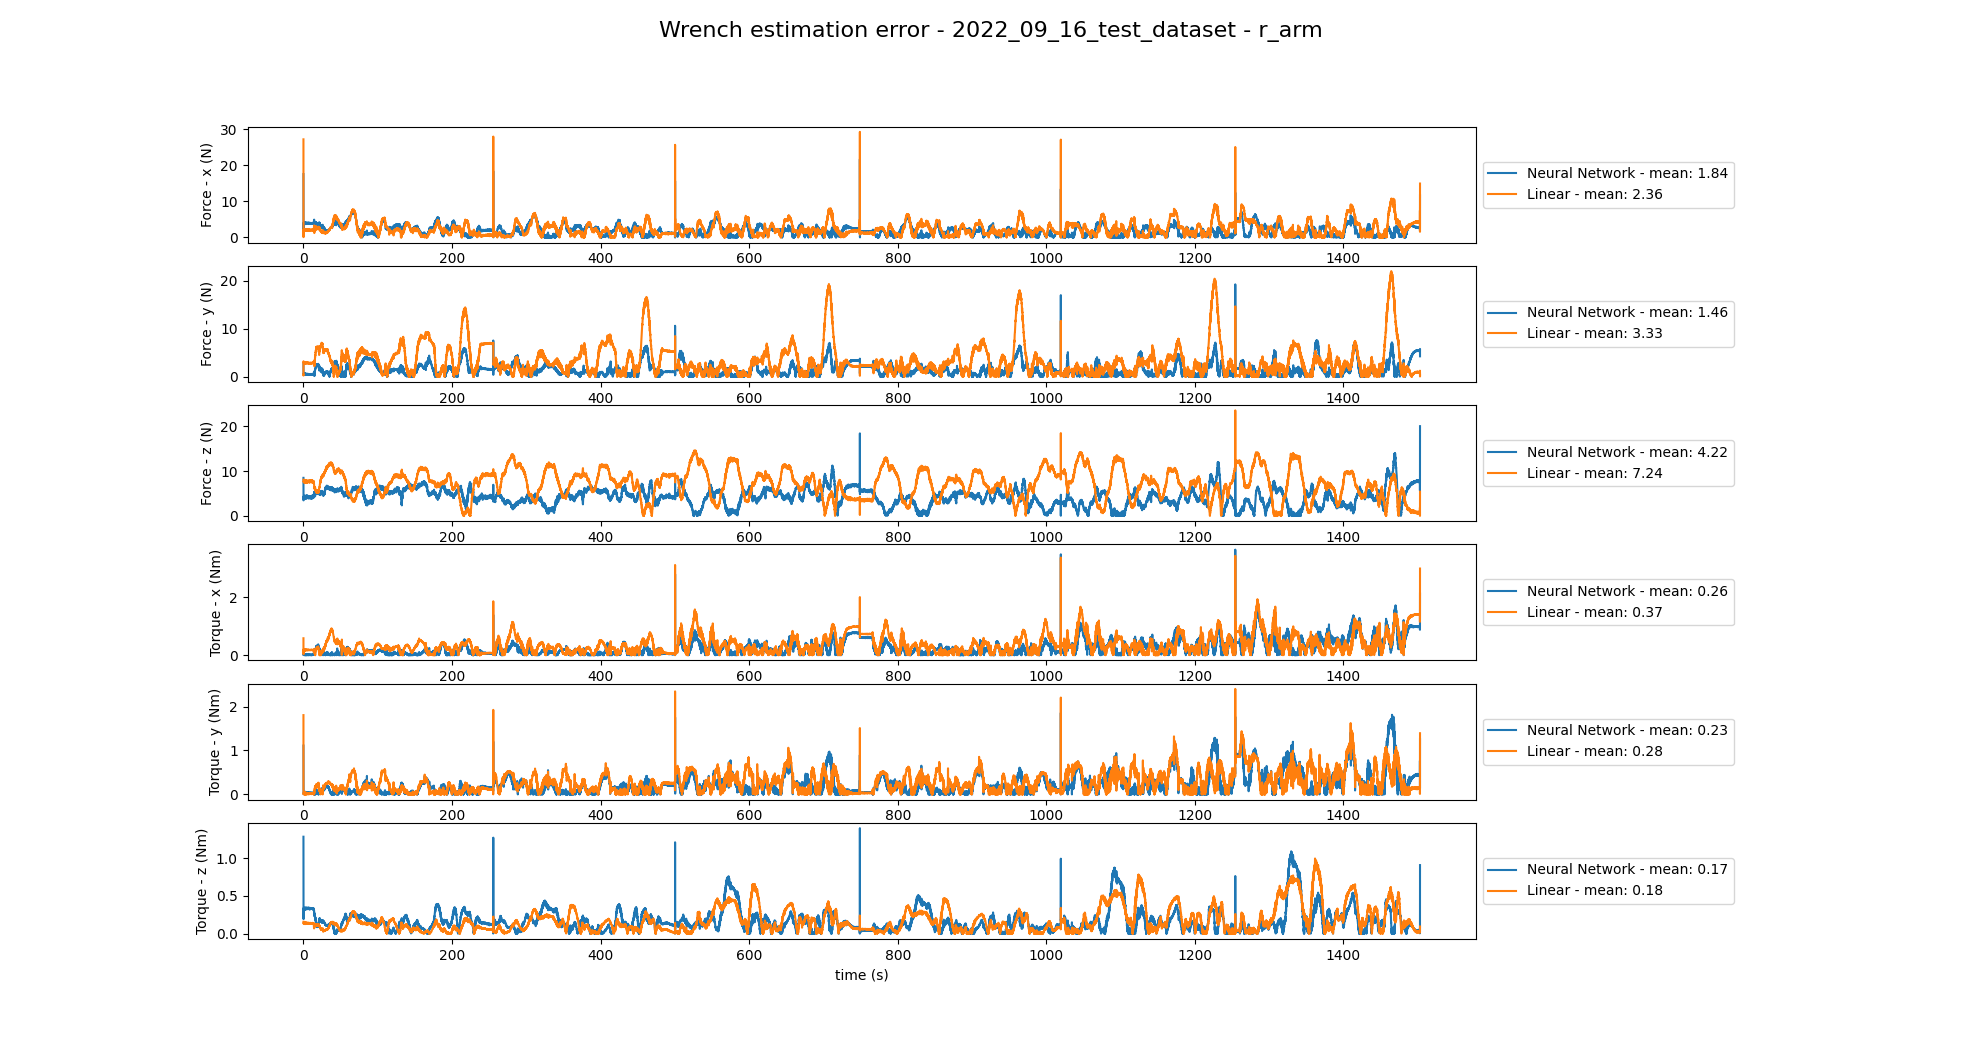 Wrench estimation error - 2022_09_16_test_dataset - r_arm
Force - x (N)
30
20
10
0
0 200 400 600 800 1000 1200 1400
Neural Network - mean: 1.84
Linear - mean: 2.36
Force - y (N)
20
10
0
0 200 400 600 800 1000 1200 1400
Neural Network - mean: 1.46
Linear - mean: 3.33
Force - z (N)
20
10
0
0 200 400 600 800 1000 1200 1400
Neural Network - mean: 4.22
Linear - mean: 7.24
Torque - x (Nm)
2
0
0 200 400 600 800 1000 1200 1400
Neural Network - mean: 0.26
Linear - mean: 0.37
Torque - y (Nm)
2
1
0
0 200 400 600 800 1000 1200 1400
Neural Network - mean: 0.23
Linear - mean: 0.28
Torque - z (Nm)
1.0
0.5
0.0
0 200 400 600 800 1000 1200 1400
Neural Network - mean: 0.17
Linear - mean: 0.18
time (s)